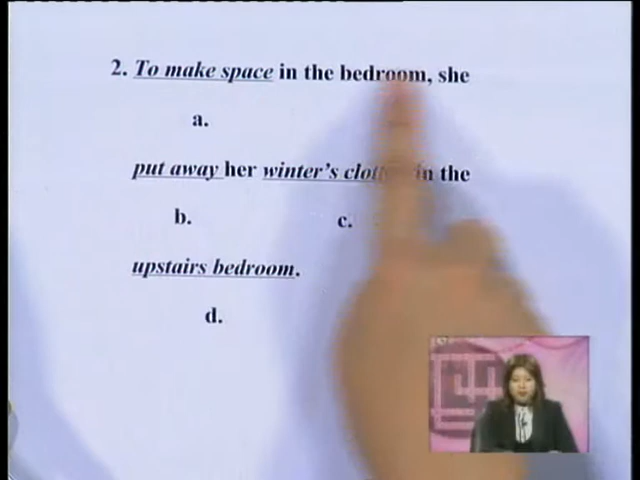 2. To make space in the bedroom, she
a.
put away her winter's in the
b. c.
upstairs bedroom.
d.